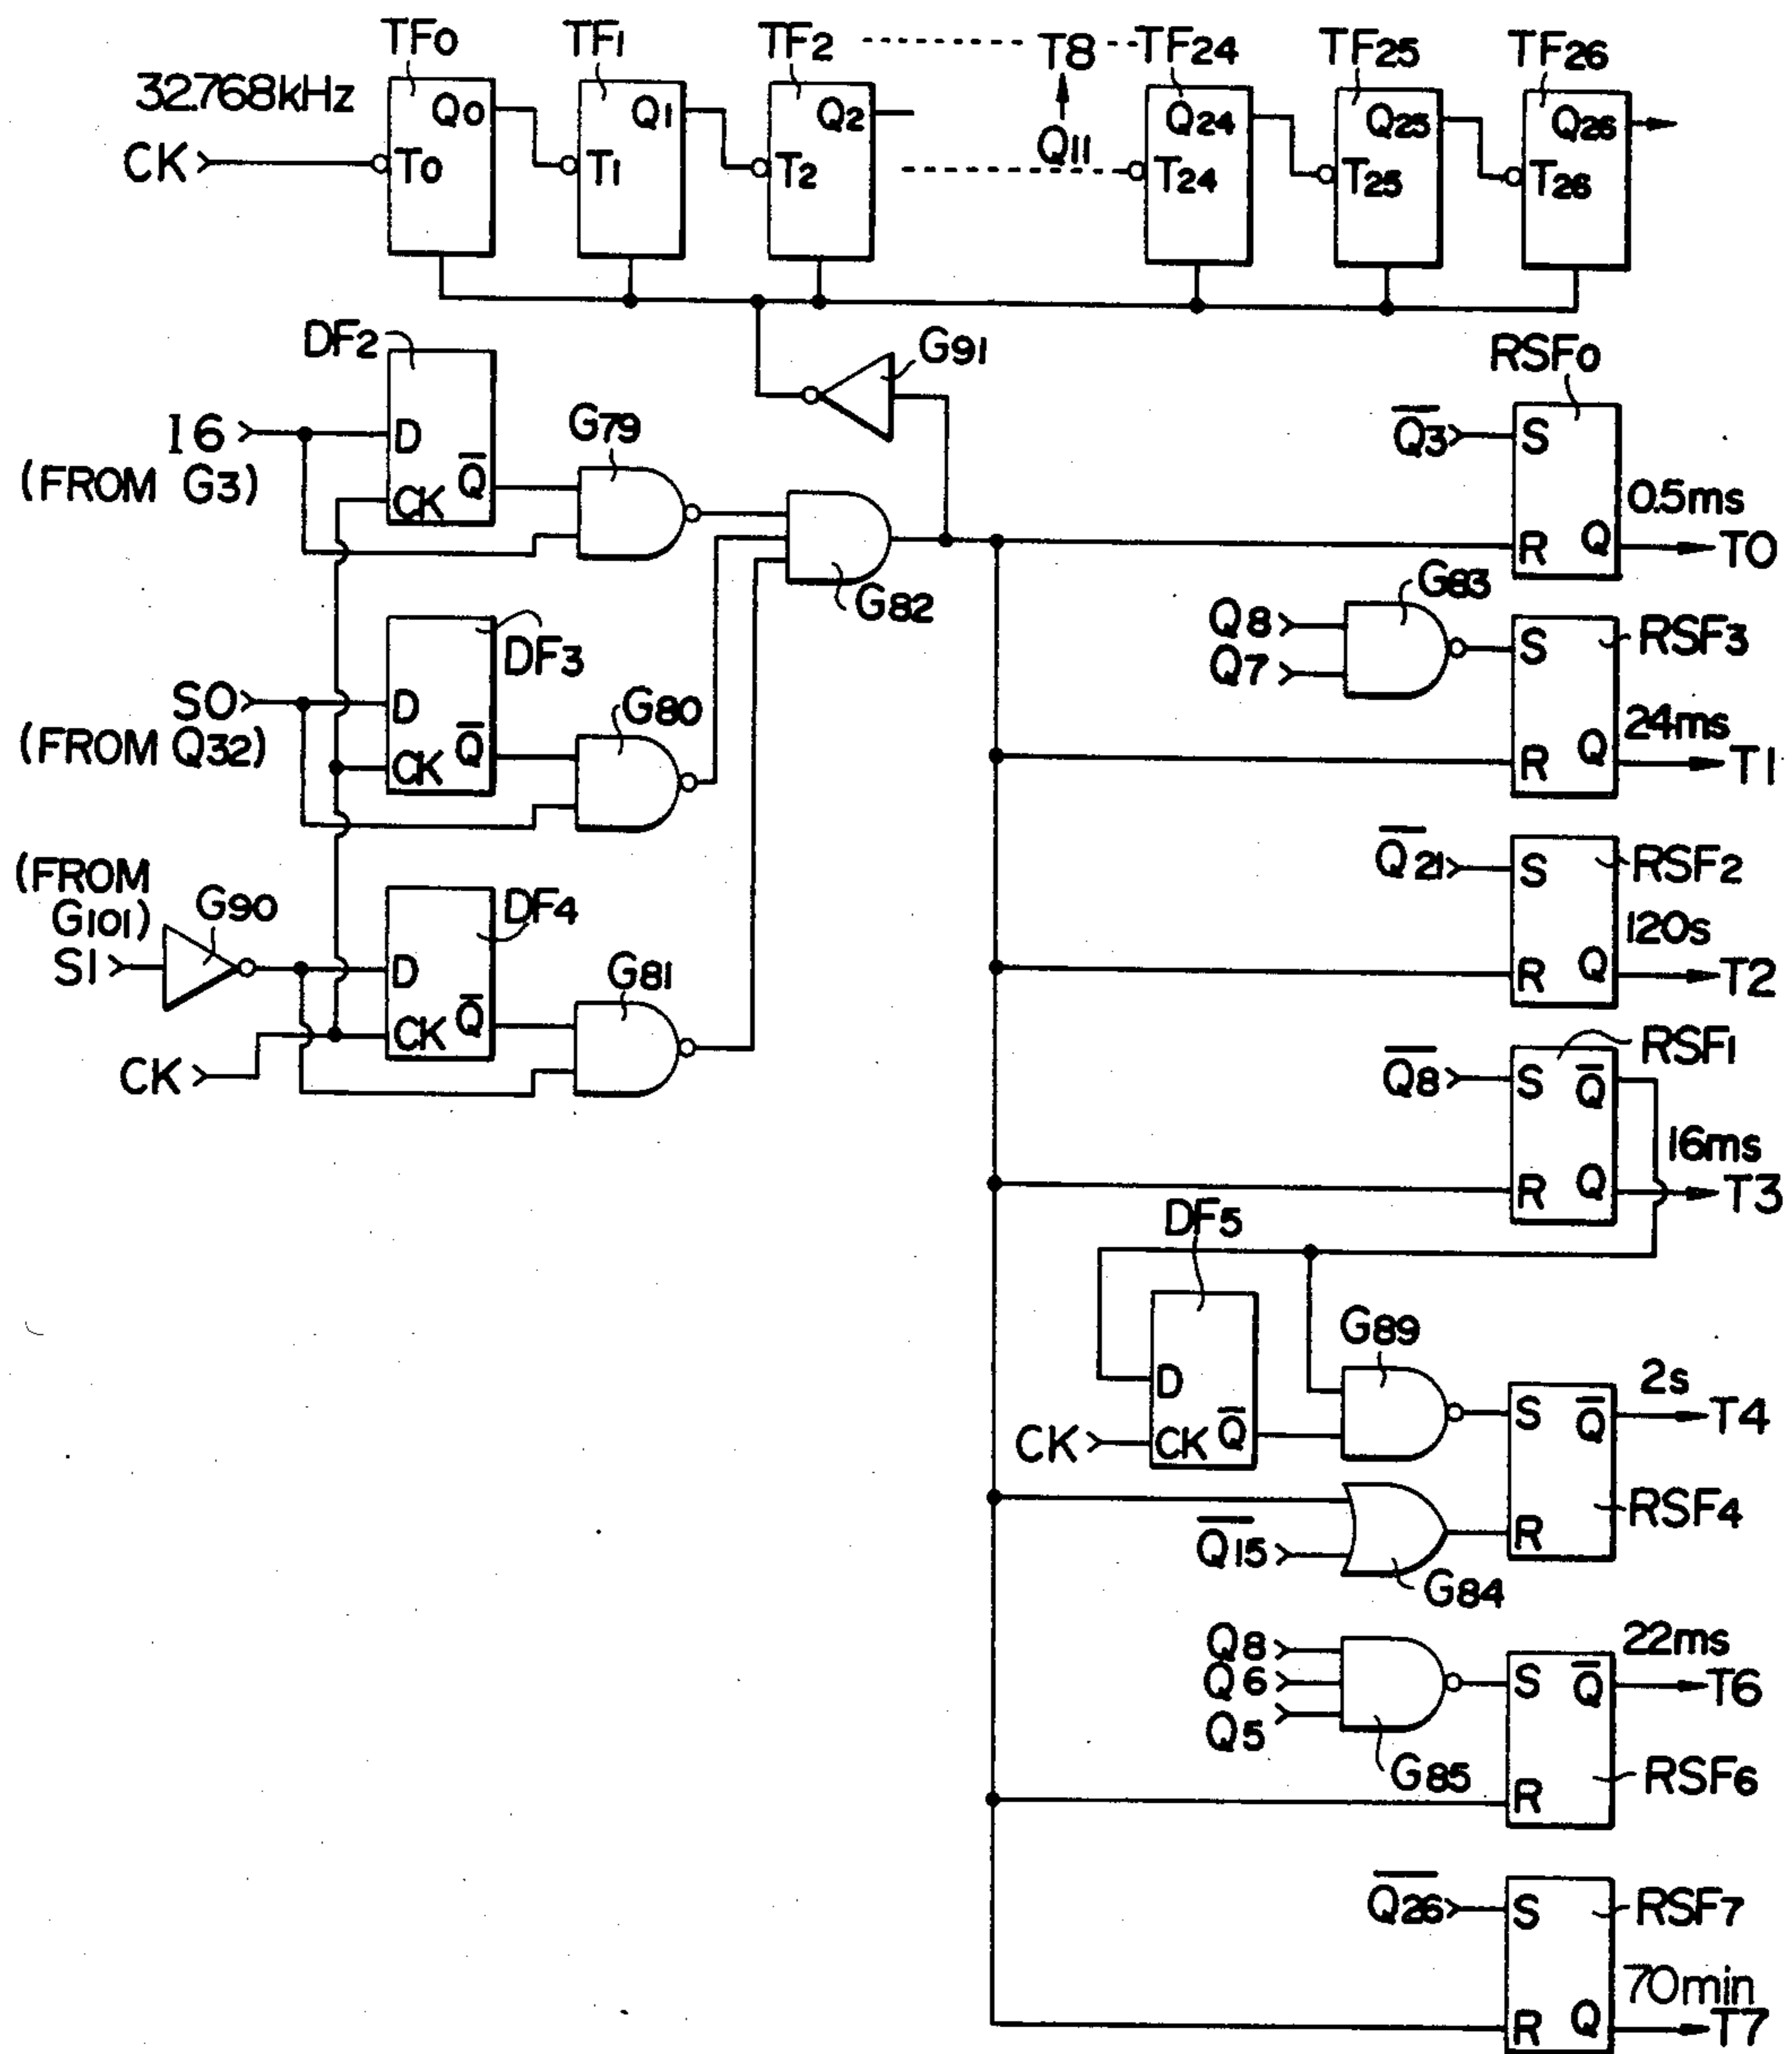 TF0 TF1 TF2 T8 TF24 TF25 TF26
32.768kHz
Q0 Q1 Q2 Q11 Q24 Q25 Q26
CK T0 T1 T2 T24 T25 T26
DF2 G91 RSF0
I6 D G79 Q3 S
(FROM G3) CK Q 0.5ms
G82 R Q T0
G83
DF3 Q8 S RSF3
S0 D G80 Q7
(FROM Q32) CK Q 24ms
R Q T1
(FROM
G101) G90 DF4 Q21 S RSF2
S1 D G81 120s
R Q T2
CK CK Q RSF1
Q8 S Q
16ms
R Q T3
DF5
G89
D 2s
CK CK Q S Q T4
RSF4
Q15 R
G84
Q8 22ms
Q6 S Q T6
Q5
G85 RSF6
R
Q26 S RSF7
70min
R Q T7